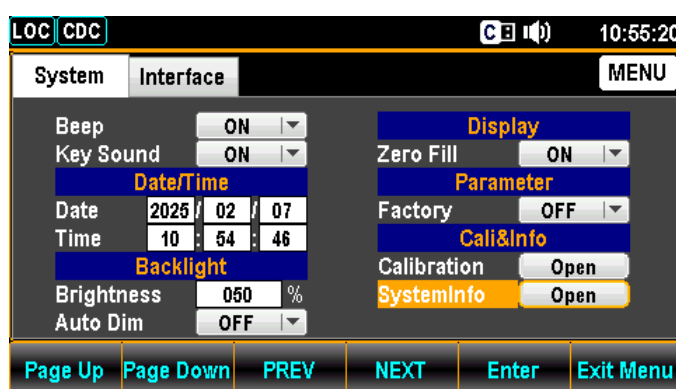 LOC CDC C 10:55:20
System Interface MENU
Beep ON
Key Sound ON
Date/Time
Date 2025 / 02 / 07
Time 10 : 54 : 46
Backlight
Brightness 050 %
Auto Dim OFF
Display
Zero Fill ON
Parameter
Factory OFF
Cali&Info
Calibration Open
SystemInfo Open
Page Up Page Down PREV NEXT Enter Exit Menu